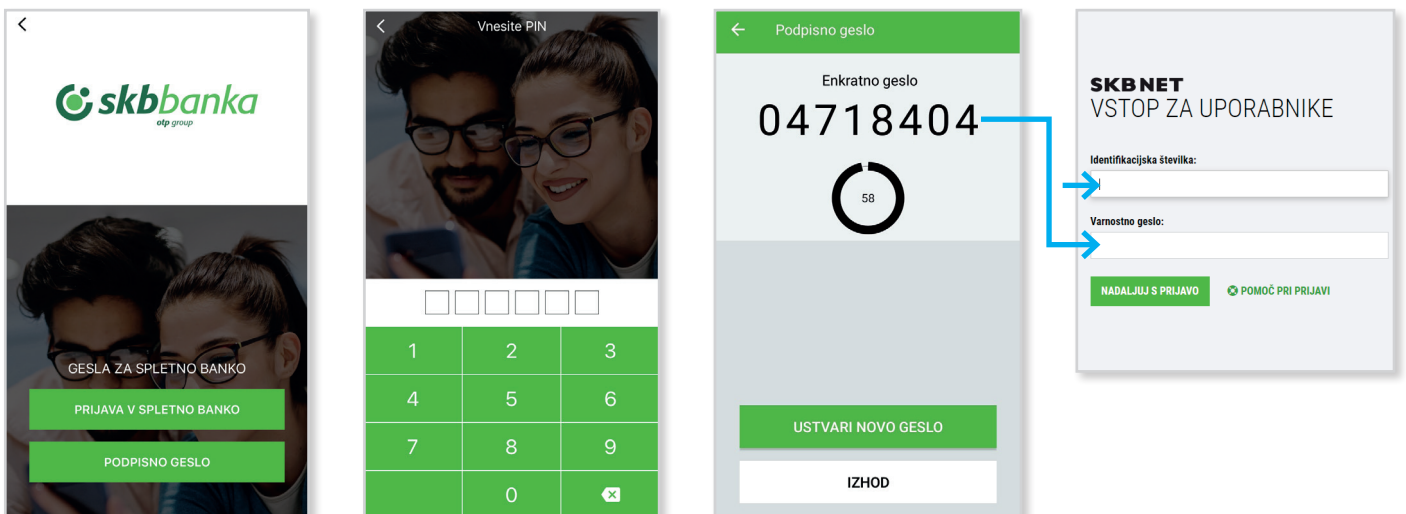 skbbanka
otp group
GESLA ZA SPLETNO BANKO
PRIJAVA V SPLETNO BANKO
PODPISNO GESLO
Vnesite PIN
1 2 3
4 5 6
7 8 9
0
Podpisno geslo
Enkratno geslo
04718404
58
USTVARI NOVO GESLO
IZHOD
SKB NET
VSTOP ZA UPORABNIKE
Identifikacijska številka:
Varnostno geslo:
NADALJUJ S PRIJAVO
POMOČ PRI PRIJAVI